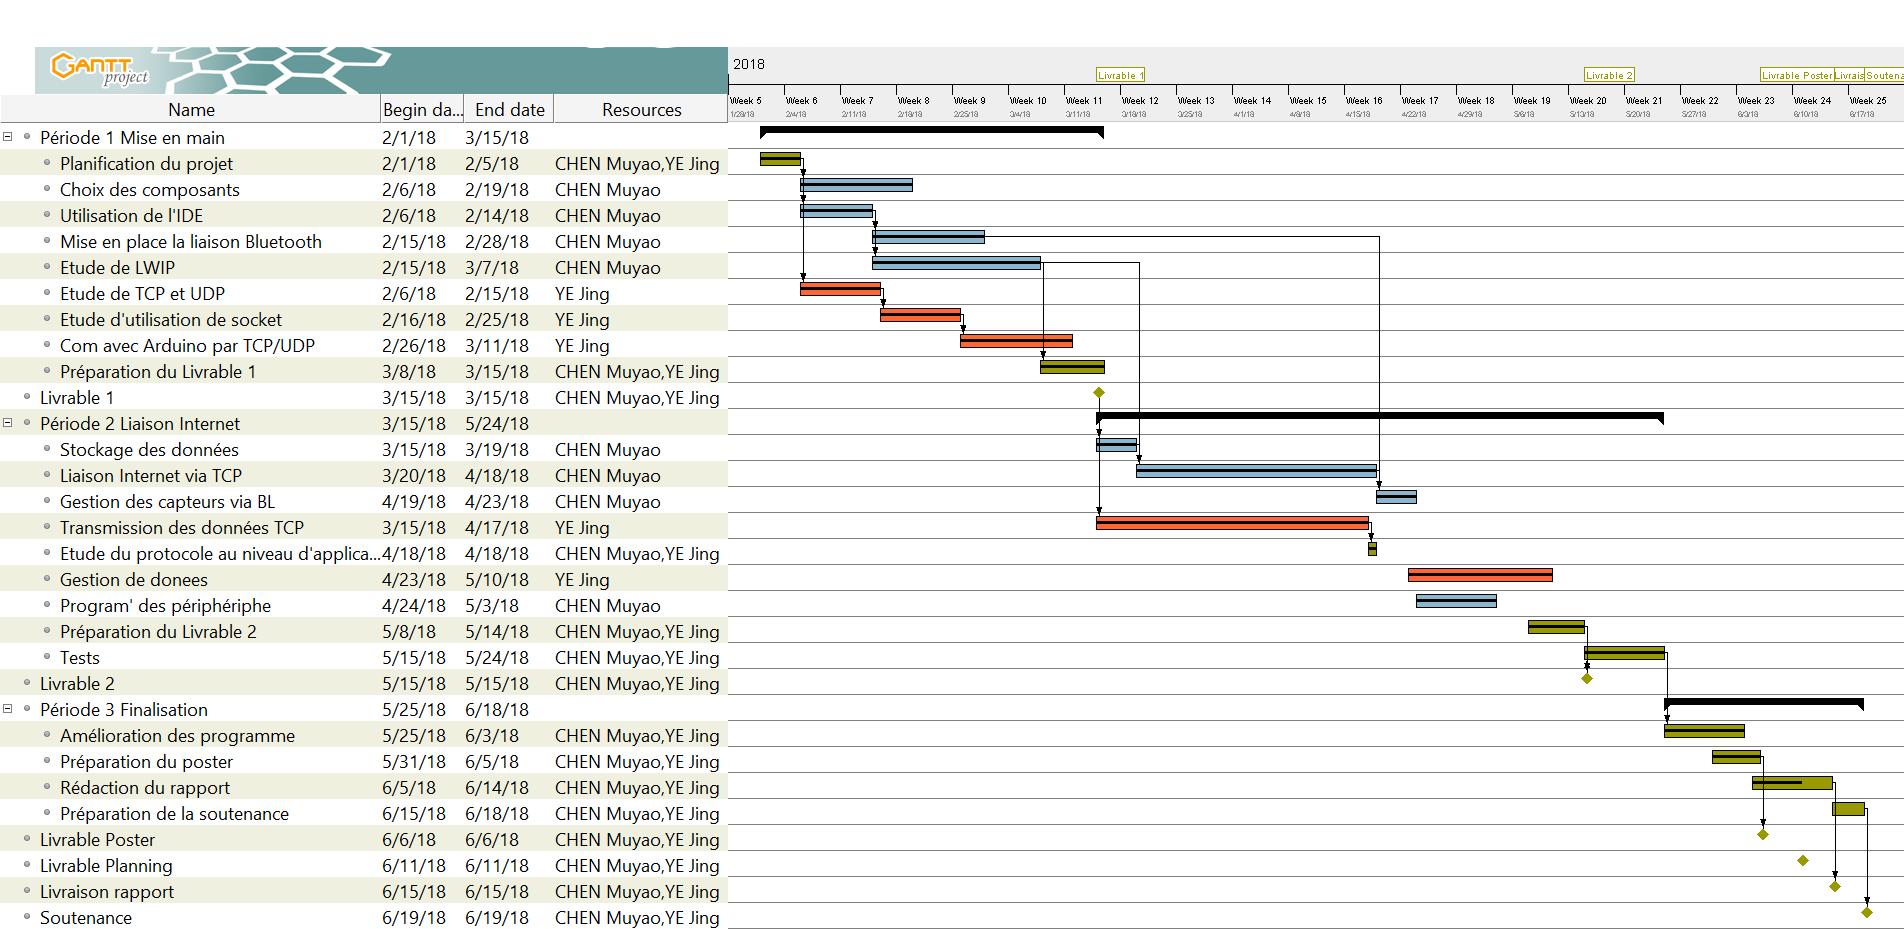 GANTT
project
2018
Livrable 1
Livrable 2
Livrable Poster
Livrais
Soutena
Name Begin da... End date Resources
Week 5 Week 6 Week 7 Week 8 Week 9 Week 10 Week 11 Week 12 Week 13 Week 14 Week 15 Week 16 Week 17 Week 18 Week 19 Week 20 Week 21 Week 22 Week 23 Week 24 Week 25
1/28/18 2/4/18 2/11/18 2/18/18 2/25/18 3/4/18 3/11/18 3/18/18 3/25/18 4/1/18 4/8/18 4/15/18 4/22/18 4/29/18 5/6/18 5/13/18 5/20/18 5/27/18 6/3/18 6/10/18 6/17/18
Période 1 Mise en main 2/1/18 3/15/18
Planification du projet 2/1/18 2/5/18 CHEN Muyao,YE Jing
Choix des composants 2/6/18 2/19/18 CHEN Muyao
Utilisation de l'IDE 2/6/18 2/14/18 CHEN Muyao
Mise en place la liaison Bluetooth 2/15/18 2/28/18 CHEN Muyao
Etude de LWIP 2/15/18 3/7/18 CHEN Muyao
Etude de TCP et UDP 2/6/18 2/15/18 YE Jing
Etude d'utilisation de socket 2/16/18 2/25/18 YE Jing
Com avec Arduino par TCP/UDP 2/26/18 3/11/18 YE Jing
Préparation du Livrable 1 3/8/18 3/15/18 CHEN Muyao,YE Jing
Livrable 1 3/15/18 3/15/18 CHEN Muyao,YE Jing
Période 2 Liaison Internet 3/15/18 5/24/18
Stockage des données 3/15/18 3/19/18 CHEN Muyao
Liaison Internet via TCP 3/20/18 4/18/18 CHEN Muyao
Gestion des capteurs via BL 4/19/18 4/23/18 CHEN Muyao
Transmission des données TCP 3/15/18 4/17/18 YE Jing
Etude du protocole au niveau d'applica... 4/18/18 4/18/18 CHEN Muyao,YE Jing
Gestion de donees 4/23/18 5/10/18 YE Jing
Program' des périphériphe 4/24/18 5/3/18 CHEN Muyao
Préparation du Livrable 2 5/8/18 5/14/18 CHEN Muyao,YE Jing
Tests 5/15/18 5/24/18 CHEN Muyao,YE Jing
Livrable 2 5/15/18 5/15/18 CHEN Muyao,YE Jing
Période 3 Finalisation 5/25/18 6/18/18
Amélioration des programme 5/25/18 6/3/18 CHEN Muyao,YE Jing
Préparation du poster 5/31/18 6/5/18 CHEN Muyao,YE Jing
Rédaction du rapport 6/5/18 6/14/18 CHEN Muyao,YE Jing
Préparation de la soutenance 6/15/18 6/18/18 CHEN Muyao,YE Jing
Livrable Poster 6/6/18 6/6/18 CHEN Muyao,YE Jing
Livrable Planning 6/11/18 6/11/18 CHEN Muyao,YE Jing
Livraison rapport 6/15/18 6/15/18 CHEN Muyao,YE Jing
Soutenance 6/19/18 6/19/18 CHEN Muyao,YE Jing